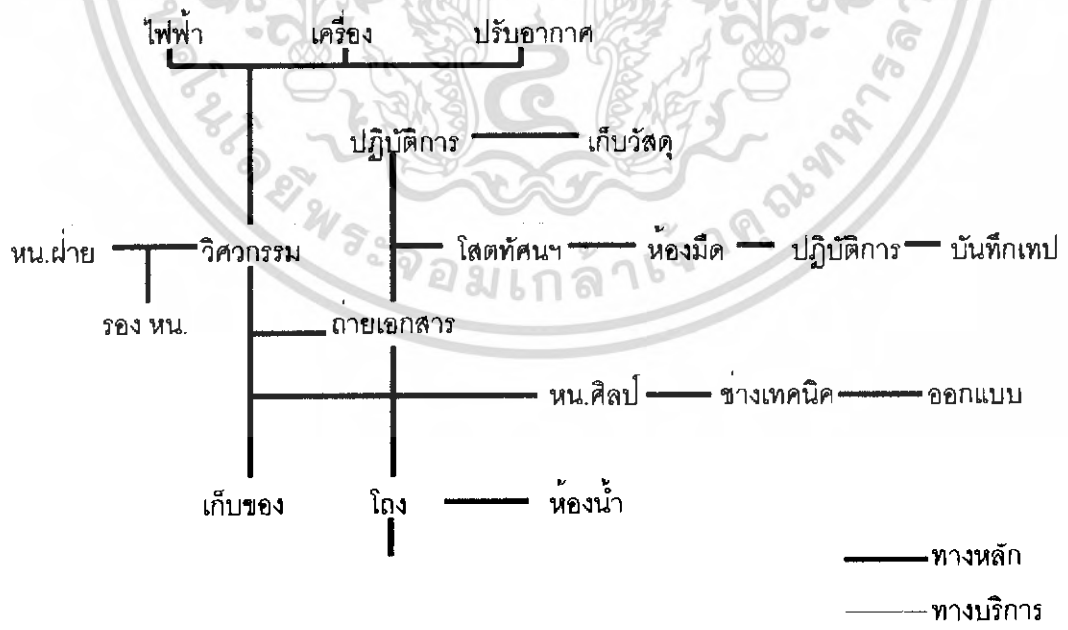 ไฟฟ้า เครื่อง ปรับอากาศ
ปฏิบัติการ เก็บวัสดุ
หน.ฝ่าย วิศวกรรม โสตทัศนฯ ห้องมืด ปฏิบัติการ บันทึกเทป
รอง หน. ถ่ายเอกสาร
หน.ศิลป์ ช่างเทคนิค ออกแบบ
เก็บของ โถง ห้องน้ำ
ทางหลัก
ทางบริการ